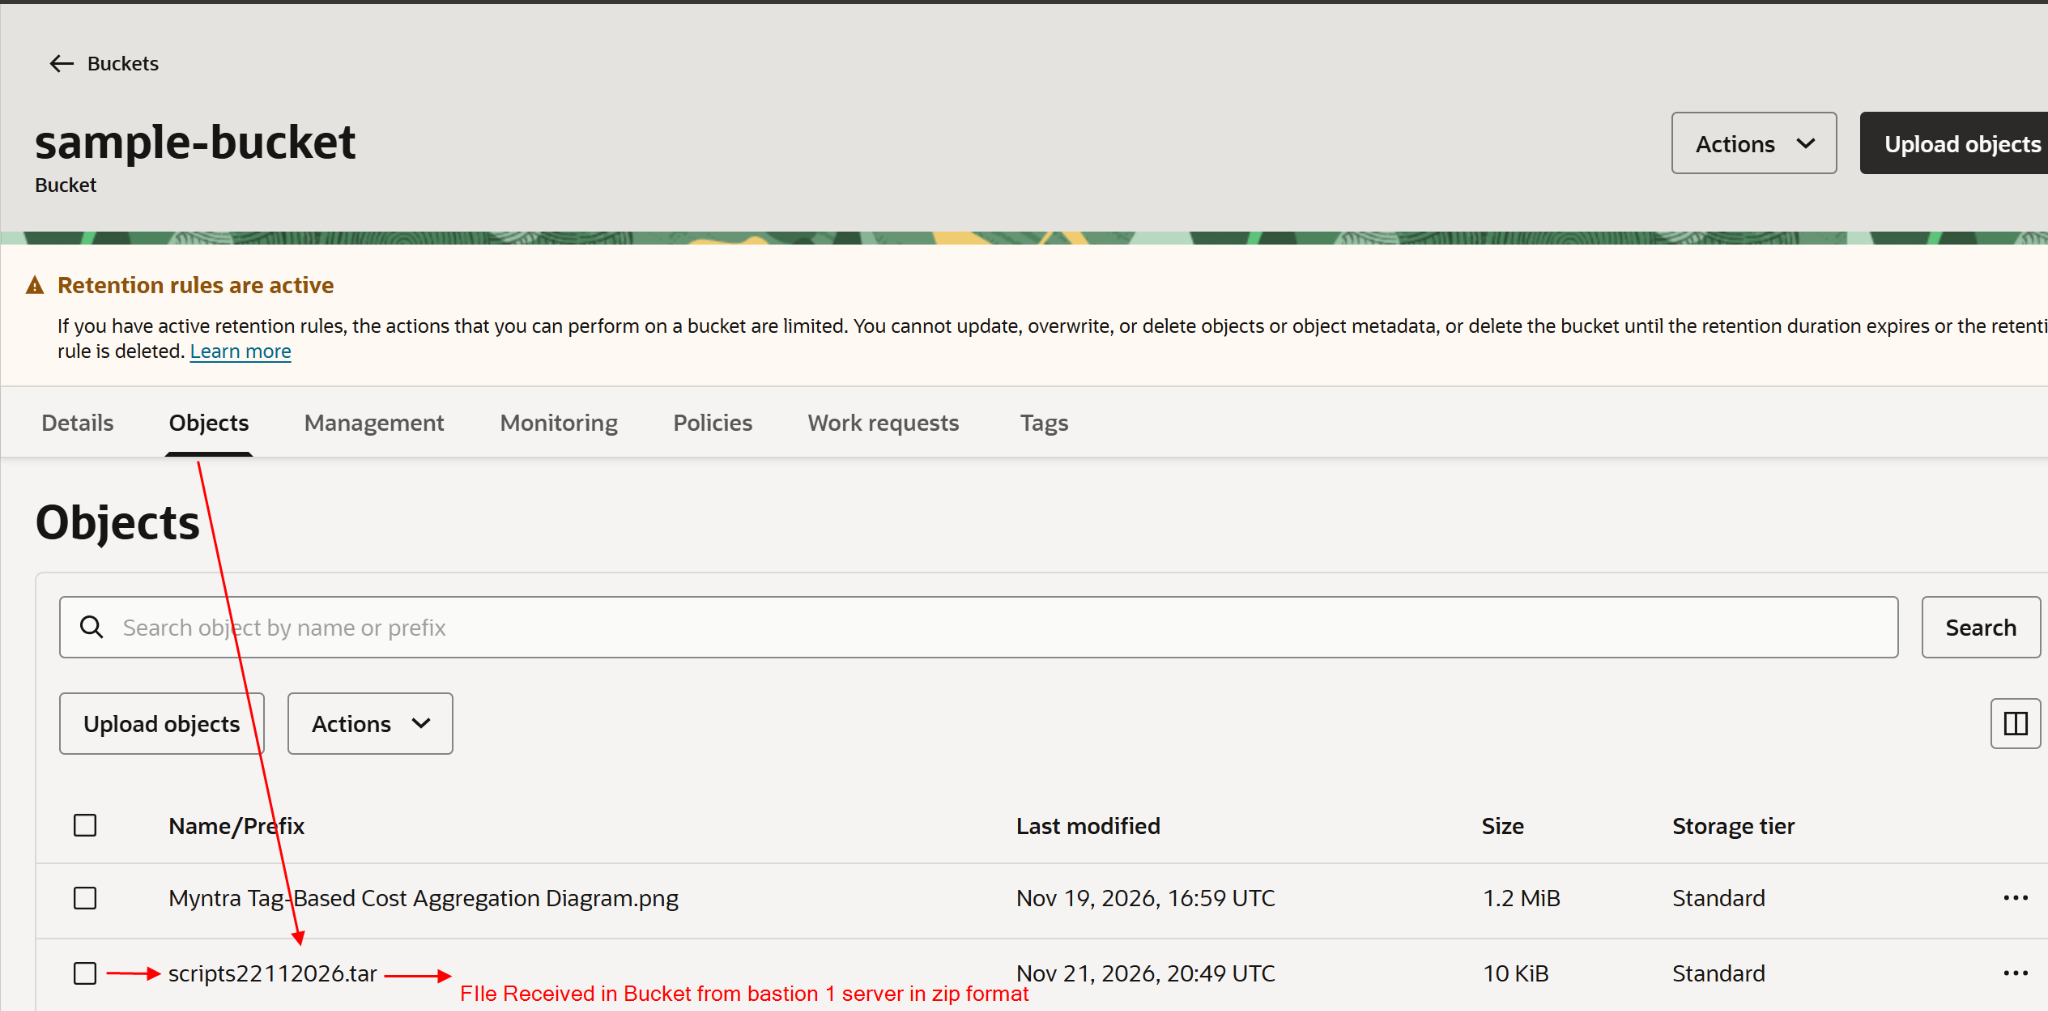 Buckets
sample-bucket
Bucket
Actions
Upload objects
Retention rules are active
If you have active retention rules, the actions that you can perform on a bucket are limited. You cannot update, overwrite, or delete objects or object metadata, or delete the bucket until the retention duration expires or the retenti
rule is deleted. Learn more
Details Objects Management Monitoring Policies Work requests Tags
Objects
Search object by name or prefix
Search
Upload objects Actions
Name/Prefix Last modified Size Storage tier
Myntra Tag-Based Cost Aggregation Diagram.png Nov 19, 2026, 16:59 UTC 1.2 MiB Standard
scripts22112026.tar Nov 21, 2026, 20:49 UTC 10 KiB Standard
FIle Received in Bucket from bastion 1 server in zip format